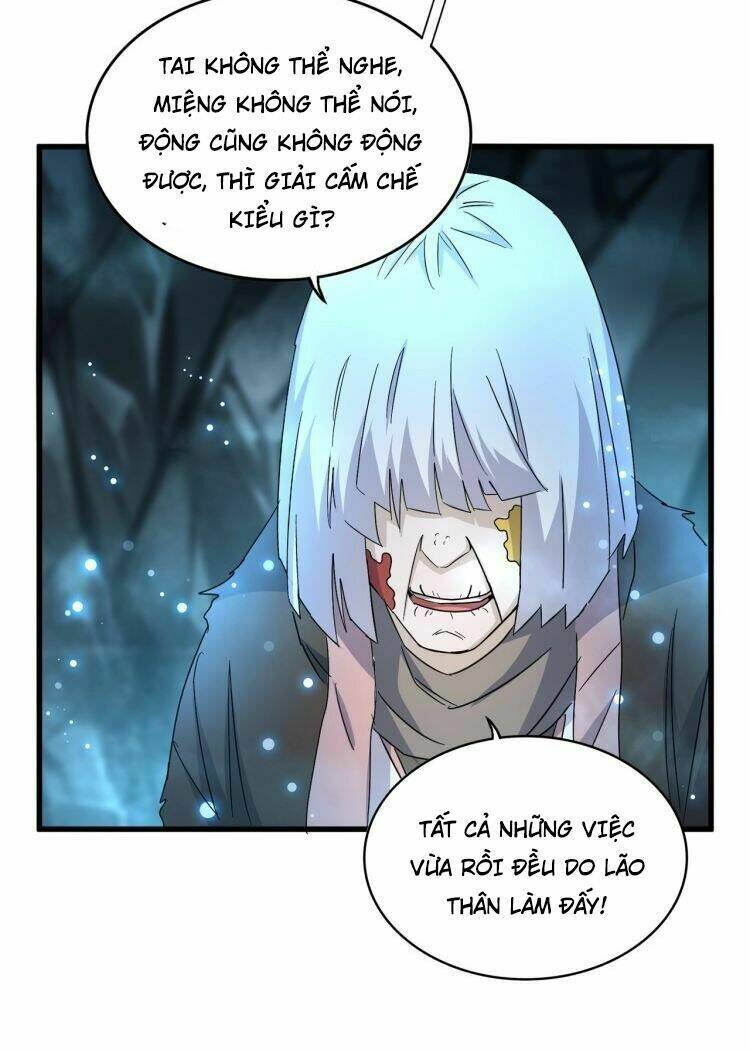 TAI KHÔNG THỂ NGHE,
MIỆNG KHÔNG THỂ NÓI,
ĐỘNG CŨNG KHÔNG ĐỘNG
ĐƯỢC, THÌ GIẢI CẤM CHẾ
KIỂU GÌ?
TẤT CẢ NHỮNG VIỆC
VỪA RỒI ĐỀU DO LÃO
THÂN LÀM ĐẤY!